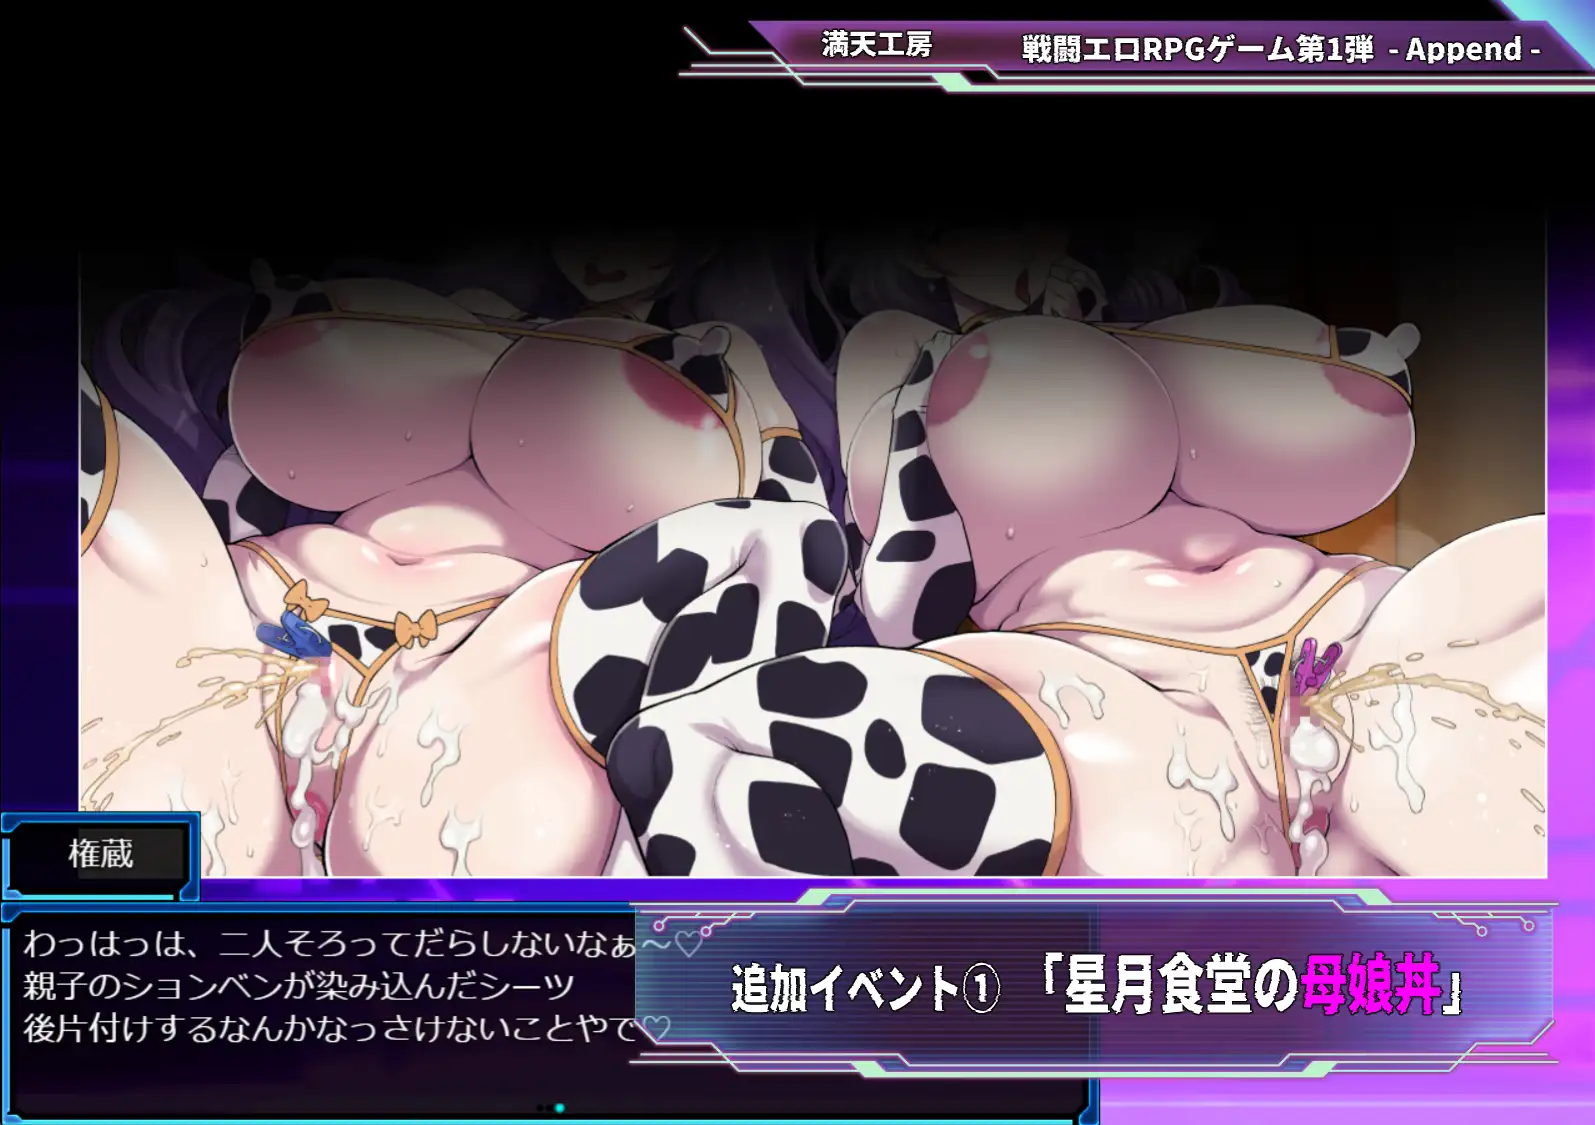 満天工房
戦闘エロRPGゲーム第1弾 - Append -
権蔵
わっはっは、二人そろってだらしないなぁ～♡
親子のションベンが染み込んだシーツ
後片付けするなんかなっさけないことやで♡
追加イベント① 「星月食堂の母娘丼」